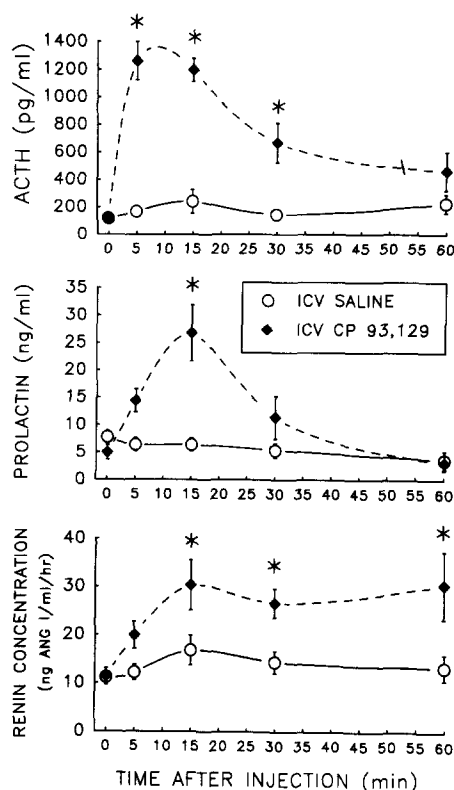 *
*
*
ACTH (pg/ml)
1400
1200
1000
800
600
400
200
0
0 5 10 15 20 25 30 35 40 45 50 55 60
*
PROLACTIN (ng/ml)
35
30
25
20
15
10
5
0
ICV SALINE
ICV CP 93,129
0 5 10 15 20 25 30 35 40 45 50 55 60
*
*
*
RENIN CONCENTRATION
(ng ANG I/ml/hr)
40
30
20
10
0
0 5 10 15 20 25 30 35 40 45 50 55 60
TIME AFTER INJECTION (min)